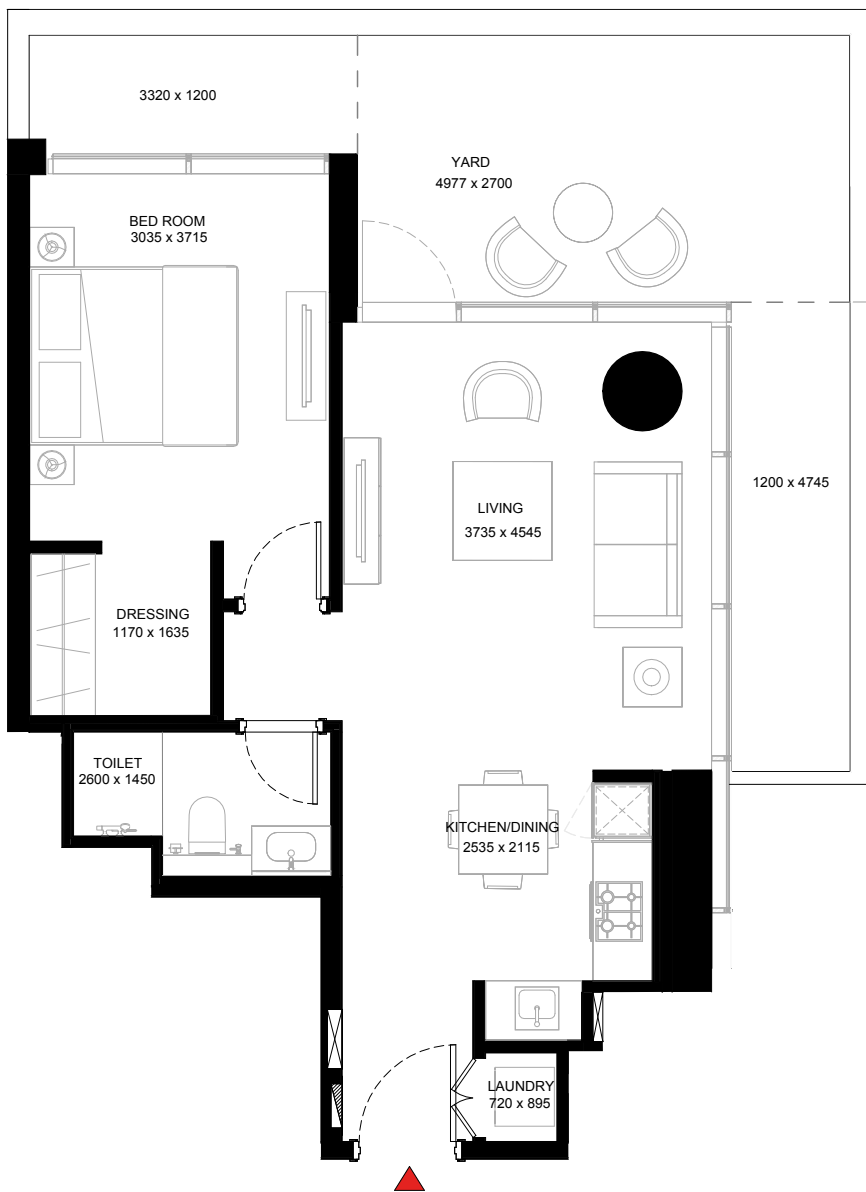 3320 x 1200
YARD
4977 x 2700
BED ROOM
3035 x 3715
LIVING
3735 x 4545
1200 x 4745
DRESSING
1170 x 1635
TOILET
2600 x 1450
KITCHEN/DINING
2535 x 2115
LAUNDRY
720 x 895